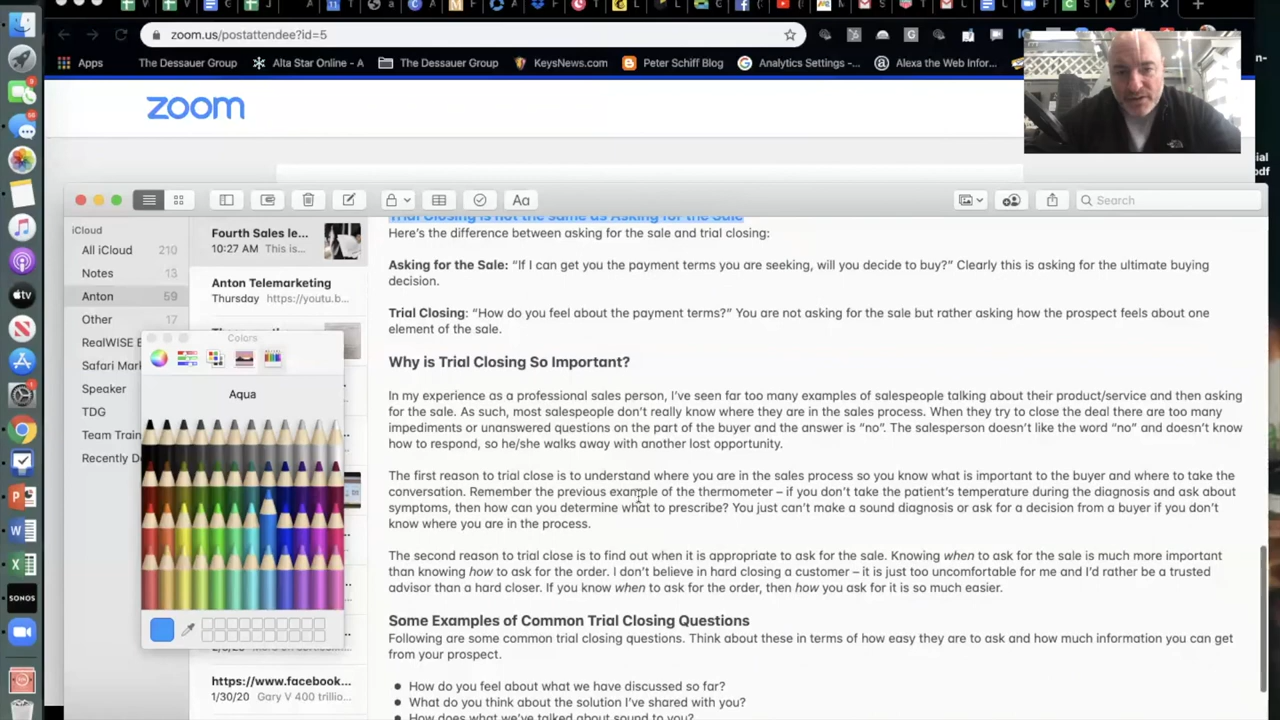 zoom.us/postattendee?id=5
Apps
The Dessauer Group
Alta Star Online - A
The Dessauer Group
KeysNews.com
Peter Schiff Blog
Analytics Settings -...
Alexa the Web Infor...
zoom
Search
iCloud
All iCloud 210
Notes 13
Anton 59
Other 17
RealWISE
Safari Mar
Speaker
TDG
Team Train
Recently D
Fourth Sales le...
10:27 AM This is...
Anton Telemarketing
Thursday https://youtu.b...
https://www.facebook...
1/30/20 Gary V 400 trillio...
Colors
Aqua
SONOS
Trial Closing is not the same as Asking for the Sale
Here's the difference between asking for the sale and trial closing:
Asking for the Sale: “If I can get you the payment terms you are seeking, will you decide to buy?” Clearly this is asking for the ultimate buying
decision.
Trial Closing: “How do you feel about the payment terms?” You are not asking for the sale but rather asking how the prospect feels about one
element of the sale.
Why is Trial Closing So Important?
In my experience as a professional sales person, I’ve seen far too many examples of salespeople talking about their product/service and then asking
for the sale. As such, most salespeople don’t really know where they are in the sales process. When they try to close the deal there are too many
impediments or unanswered questions on the part of the buyer and the answer is “no”. The salesperson doesn’t like the word “no” and doesn’t know
how to respond, so he/she walks away with another lost opportunity.
The first reason to trial close is to understand where you are in the sales process so you know what is important to the buyer and where to take the
conversation. Remember the previous example of the thermometer – if you don’t take the patient’s temperature during the diagnosis and ask about
symptoms, then how can you determine what to prescribe? You just can’t make a sound diagnosis or ask for a decision from a buyer if you don’t
know where you are in the process.
The second reason to trial close is to find out when it is appropriate to ask for the sale. Knowing when to ask for the sale is much more important
than knowing how to ask for the order. I don’t believe in hard closing a customer – it is just too uncomfortable for me and I’d rather be a trusted
advisor than a hard closer. If you know when to ask for the order, then how you ask for it is so much easier.
Some Examples of Common Trial Closing Questions
Following are some common trial closing questions. Think about these in terms of how easy they are to ask and how much information you can get
from your prospect.
How do you feel about what we have discussed so far?
What do you think about the solution I’ve shared with you?
How does what we’ve talked about sound to you?